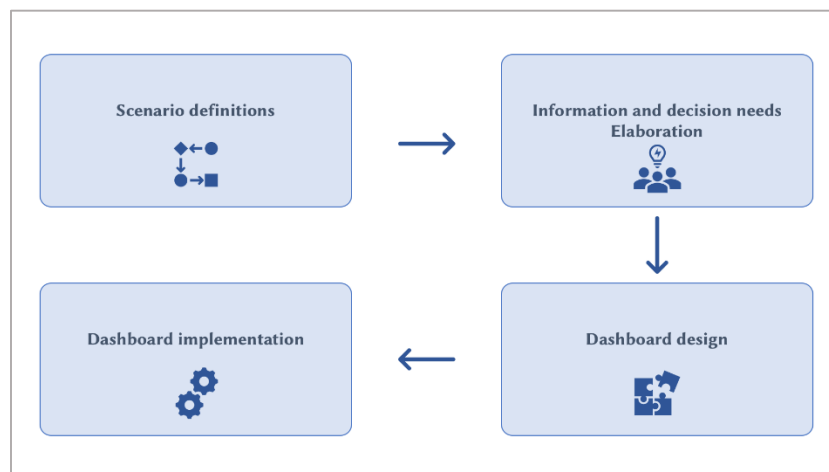 Scenario definitions
Information and decision needs
Elaboration
Dashboard implementation
Dashboard design